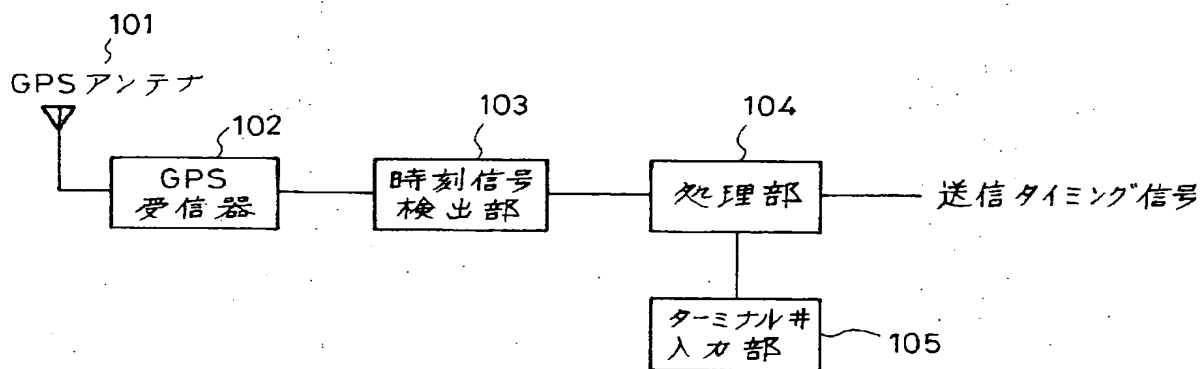 101
GPSアンテナ
102
GPS
受信器
103
時刻信号
検出部
104
処理部
送信タイミング信号
ターミナル#
入力部
105